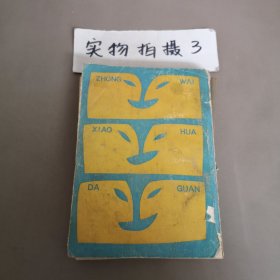 实物拍摄3
ZHONG WAI
XIAO HUA
DA GUAN